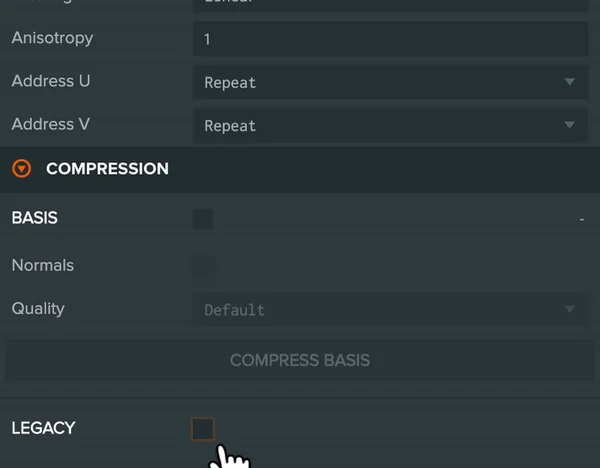 Anisotropy 1
Address U Repeat
Address V Repeat
COMPRESSION
BASIS -
Normals
Quality Default
COMPRESS BASIS
LEGACY